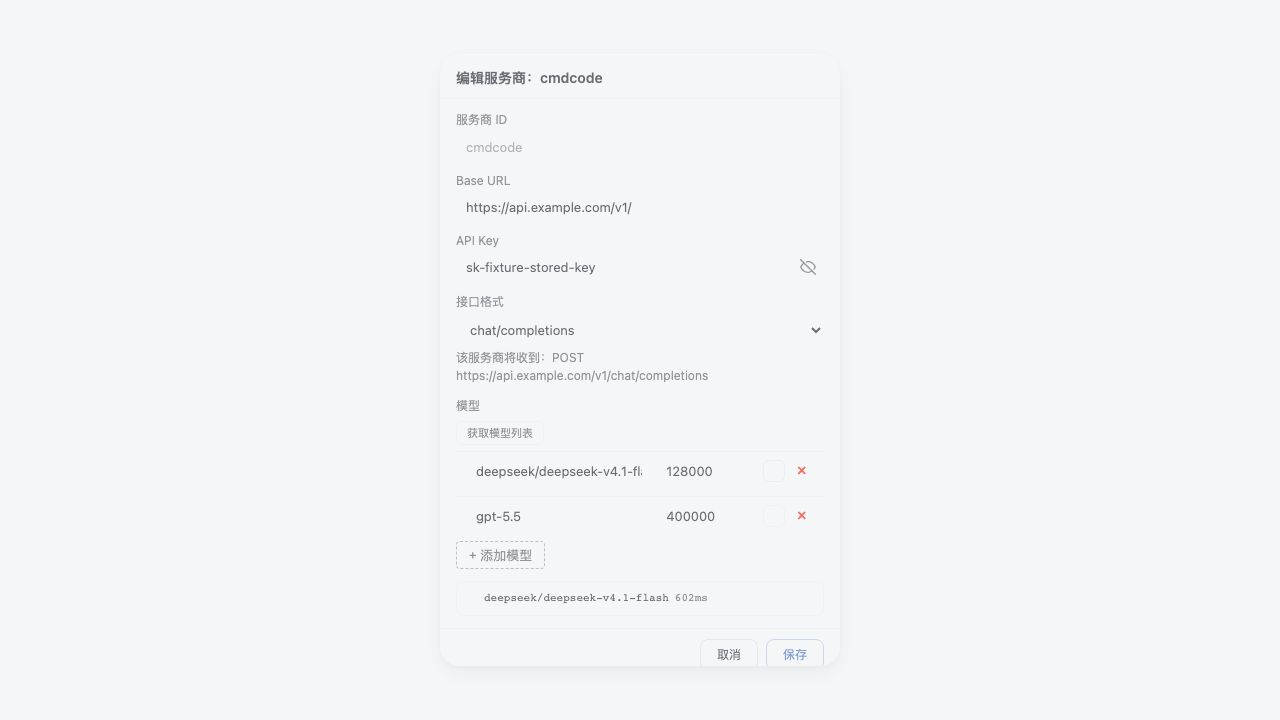 编辑服务商：cmdcode
服务商 ID
cmdcode
Base URL
https://api.example.com/v1/
API Key
sk-fixture-stored-key
接口格式
chat/completions
该服务商将收到：POST
https://api.example.com/v1/chat/completions
模型
获取模型列表
deepseek/deepseek-v4.1-fl 128000 ×
gpt-5.5 400000 ×
+ 添加模型
deepseek/deepseek-v4.1-flash 602ms
取消 保存